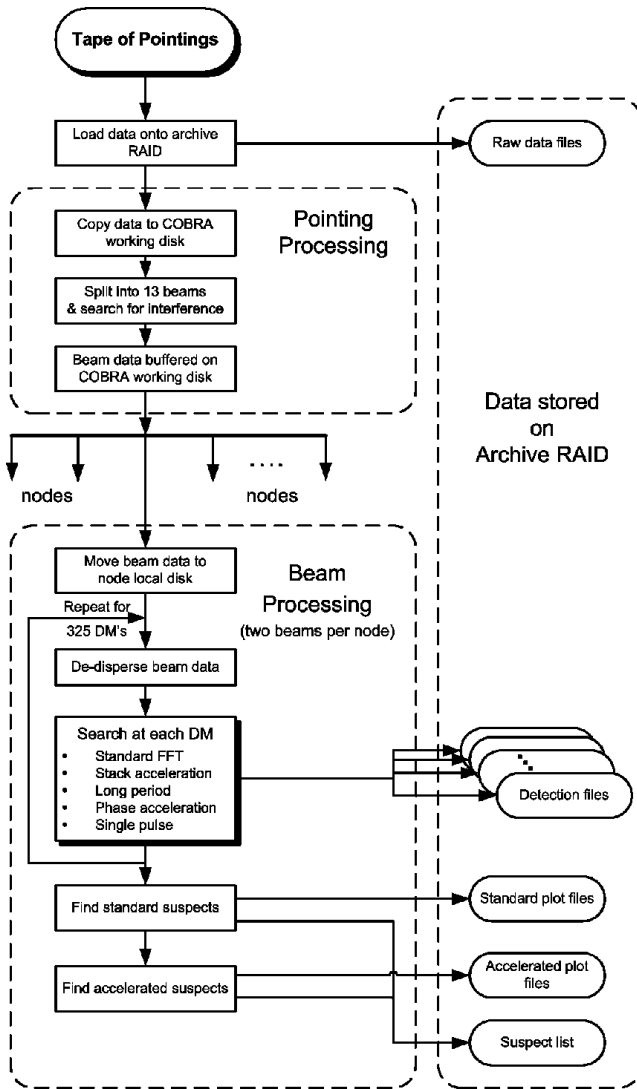 Tape of Pointings
Load data onto archive
RAID
Raw data files
Pointing
Processing
Copy data to COBRA
working disk
Split into 13 beams
& search for interference
Beam data buffered on
COBRA working disk
Data stored
on
Archive RAID
....
nodes
nodes
Beam
Processing
(two beams per node)
Move beam data to
node local disk
Repeat for
325 DM's
De-disperse beam data
Search at each DM
• Standard FFT
• Stack acceleration
• Long period
• Phase acceleration
• Single pulse
Detection files
Find standard suspects
Standard plot files
Find accelerated suspects
Accelerated plot
files
Suspect list